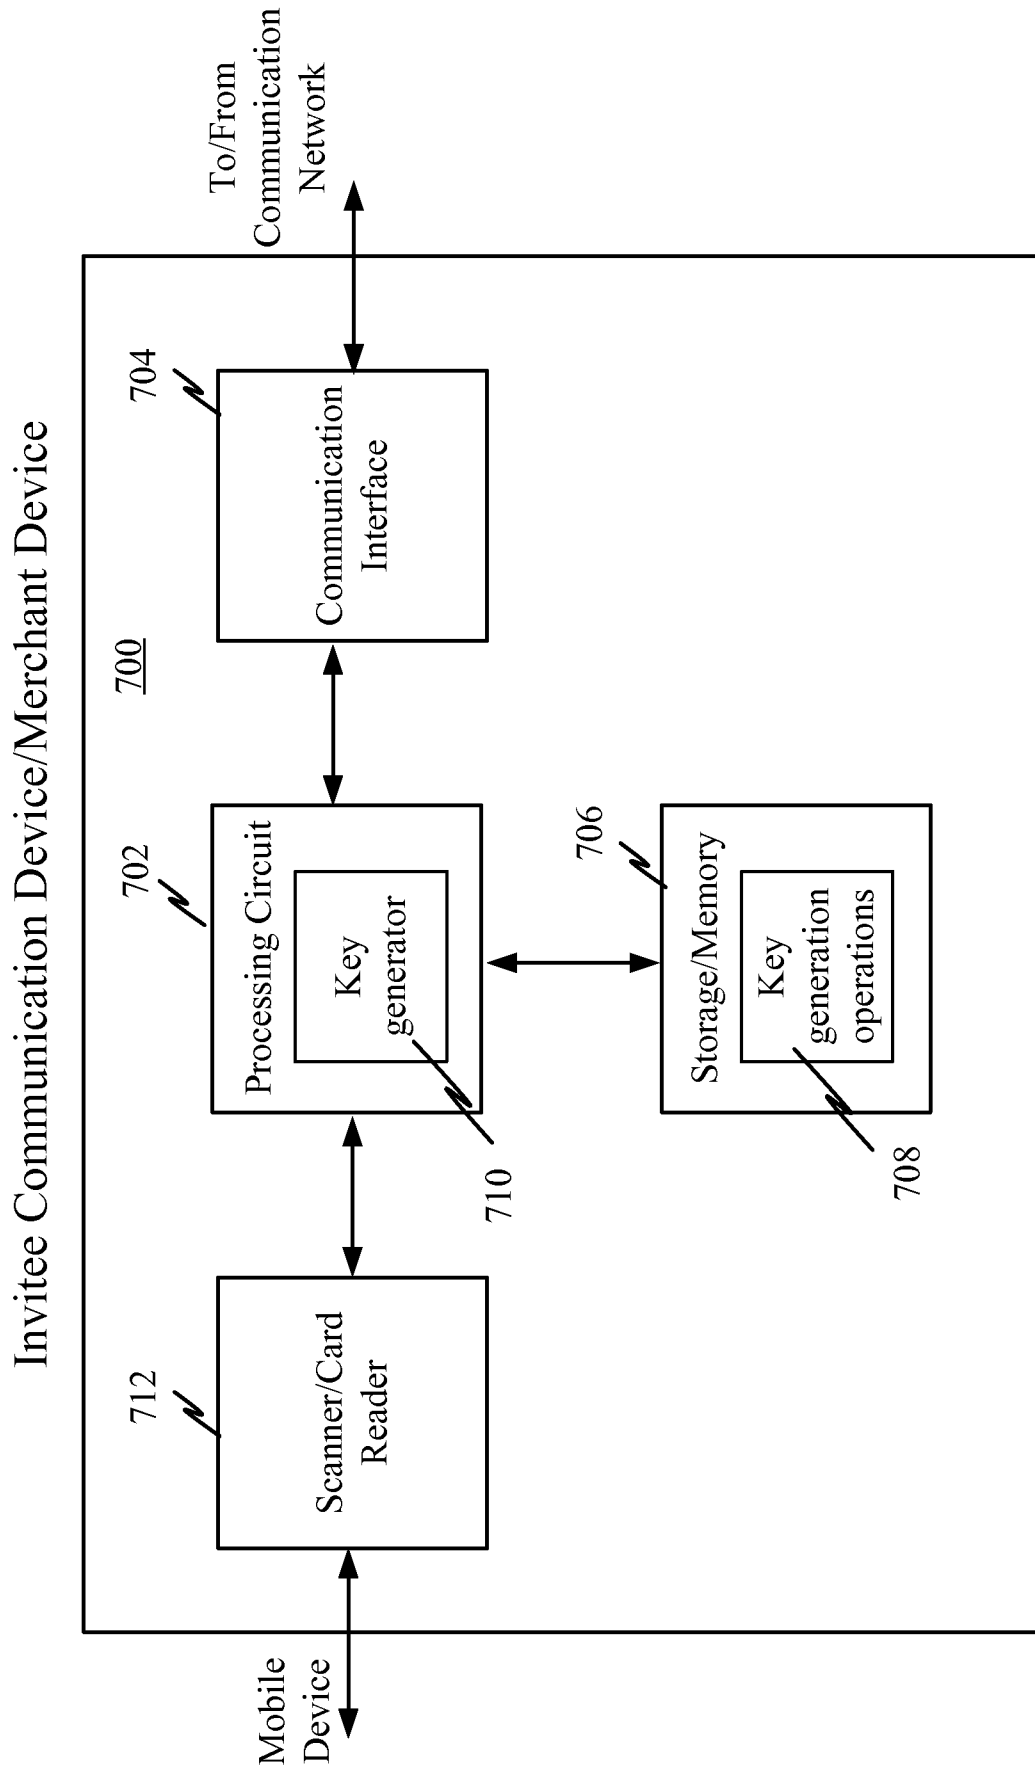 Invitee Communication Device/Merchant Device
700
712
Scanner/Card
Reader
Mobile
Device
702
Processing Circuit
Key
generator
710
704
Communication
Interface
To/From
Communication
Network
706
Storage/Memory
Key
generation
operations
708